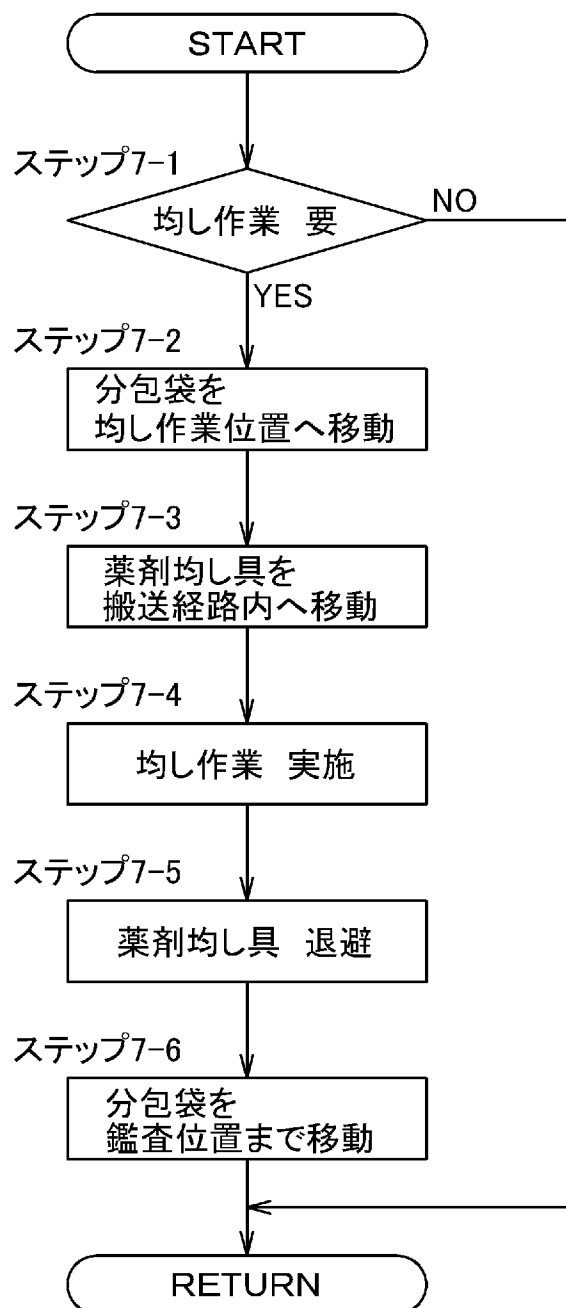 START
ステップ7-1
均し作業 要
NO
YES
ステップ7-2
分包袋を
均し作業位置へ移動
ステップ7-3
薬剤均し具を
搬送経路内へ移動
ステップ7-4
均し作業 実施
ステップ7-5
薬剤均し具 退避
ステップ7-6
分包袋を
鑑査位置まで移動
RETURN